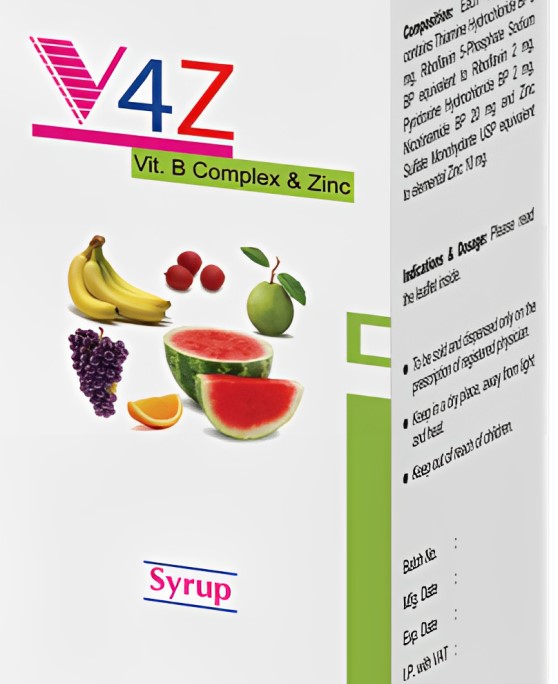 V4Z
Vit. B Complex & Zinc
Syrup
Composition: Each
contains Thiamine Hydrochloride BP
mg, Riboflavin 5-Phosphate Sodium
BP equivalent to Riboflavin 2 mg,
Pyridoxine Hydrochloride BP 2 mg,
Nicotinamide BP 20 mg and Zinc
Sulfate Monohydrate USP equivalent
to elemental Zinc 10 mg.
Indications & Dosage: Please read
the leaflet inside.
• To be sold and dispensed only on the
prescription of registered physician.
• Keep in a dry place, away from light
and heat.
• Keep out of reach of children.
Batch No. :
Mfg. Date :
Exp. Date :
I.P. with VAT :